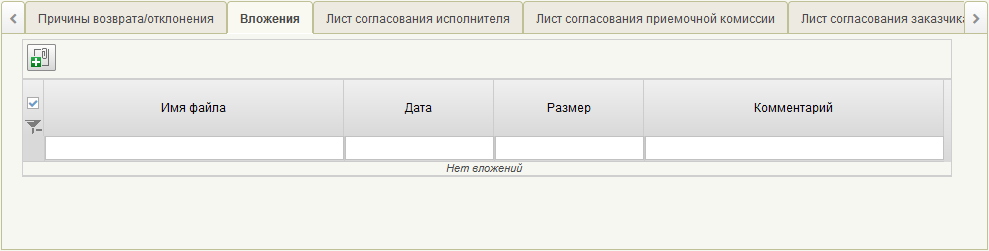 Причины возврата/отклонения Вложения Лист согласования исполнителя Лист согласования приемочной комиссии Лист согласования заказчика
Имя файла Дата Размер Комментарий
Нет вложений